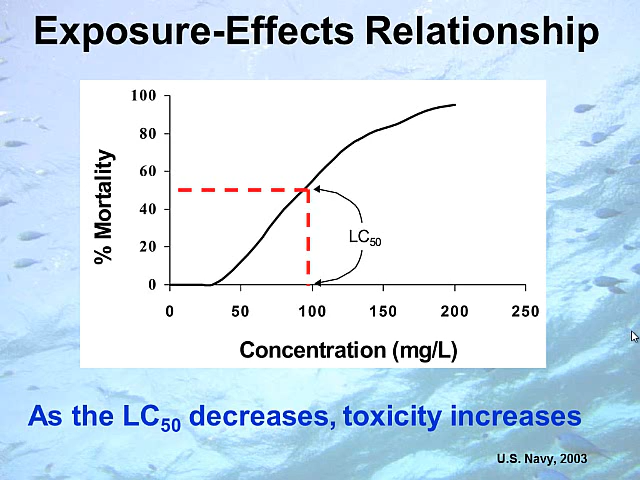 Exposure-Effects Relationship
100
80
60
40
20
0
% Mortality
LC50
0 50 100 150 200 250
Concentration (mg/L)
As the LC50 decreases, toxicity increases
U.S. Navy, 2003